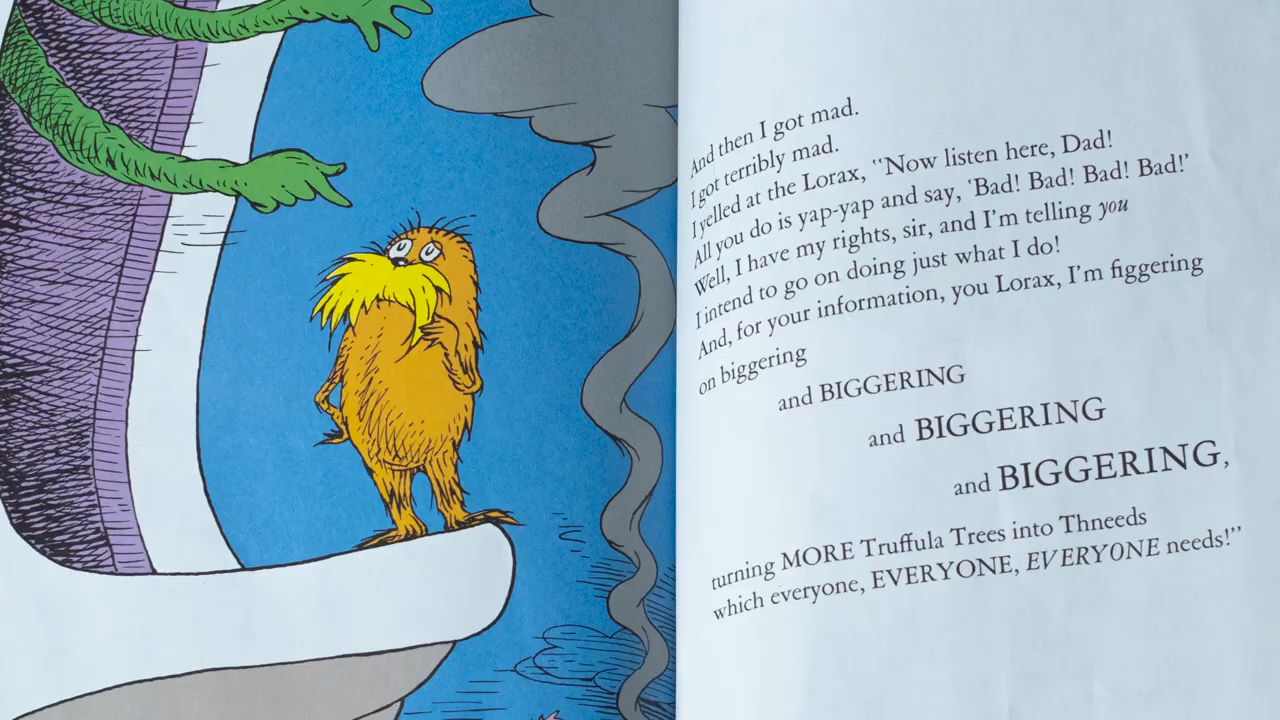 And then I got mad.
I got terribly mad.
I yelled at the Lorax, “Now listen here, Dad!
All you do is yap-yap and say, ‘Bad! Bad! Bad! Bad!’
Well, I have my rights, sir, and I’m telling you
I intend to go on doing just what I do!
And, for your information, you Lorax, I’m figgering
on biggering
and BIGGERING
and BIGGERING
and BIGGERING,
turning MORE Truffula Trees into Thneeds
which everyone, EVERYONE, EVERYONE needs!”